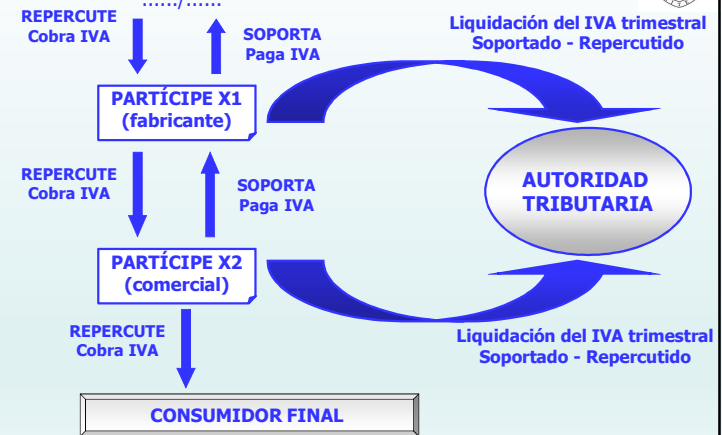 ....../......
REPERCUTE
Cobra IVA
SOPORTA
Paga IVA
Liquidación del IVA trimestral
Soportado - Repercutido
PARTÍCIPE X1
(fabricante)
REPERCUTE
Cobra IVA
SOPORTA
Paga IVA
AUTORIDAD
TRIBUTARIA
PARTÍCIPE X2
(comercial)
REPERCUTE
Cobra IVA
Liquidación del IVA trimestral
Soportado - Repercutido
CONSUMIDOR FINAL